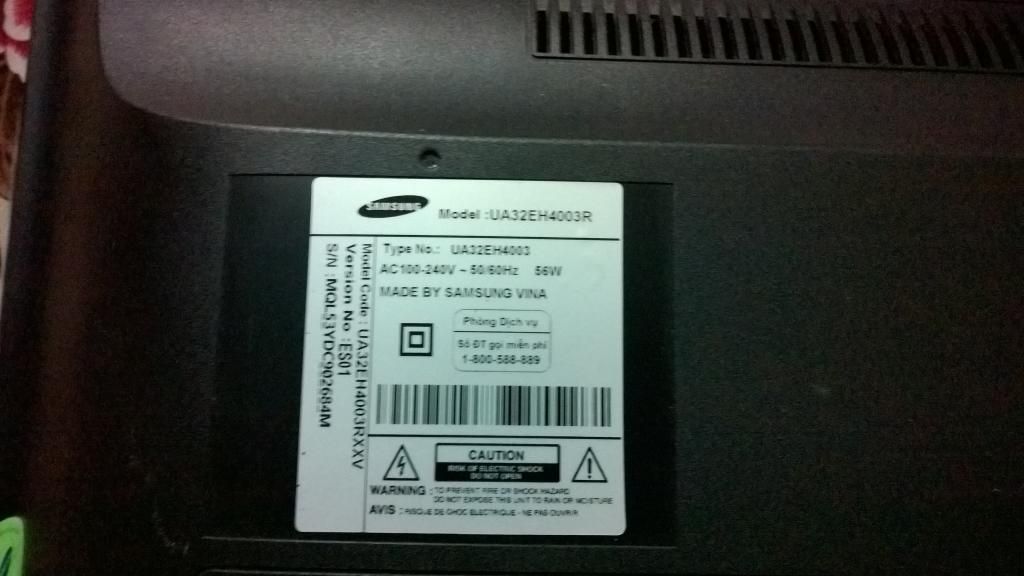 SAMSUNG Model :UA32EH4003R
Type No.: UA32EH4003
AC100-240V ~ 50/60Hz 56W
MADE BY SAMSUNG VINA
Phòng Dịch vụ
Số ĐT gọi miễn phí
1-800-588-889
CAUTION
RISK OF ELECTRIC SHOCK
DO NOT OPEN
WARNING : TO PREVENT FIRE OR SHOCK HAZARD
DO NOT EXPOSE THIS UNIT TO RAIN OR MOISTURE
AVIS : RISQUE DE CHOC ELECTRIQUE - NE PAS OUVRIR
Model Code : UA32EH4003RXXV
Version No :ES01
S/N :MQL53YDC902684M